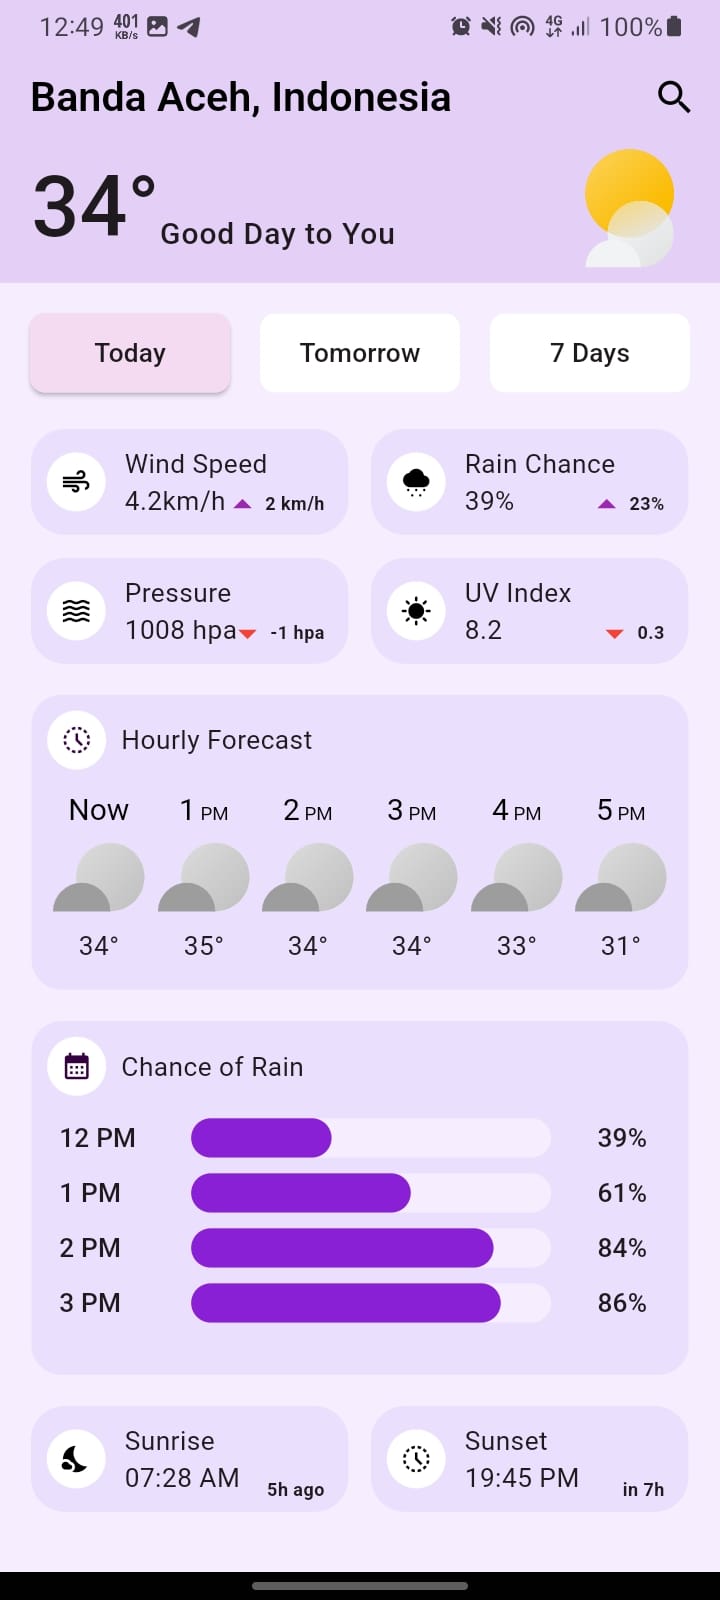 12:49 401 KB/s 4G 100%
Banda Aceh, Indonesia
34° Good Day to You
Today Tomorrow 7 Days
Wind Speed
4.2km/h 2 km/h
Rain Chance
39% 23%
Pressure
1008 hpa -1 hpa
UV Index
8.2 0.3
Hourly Forecast
Now 1 PM 2 PM 3 PM 4 PM 5 PM
34° 35° 34° 34° 33° 31°
Chance of Rain
12 PM 39%
1 PM 61%
2 PM 84%
3 PM 86%
Sunrise
07:28 AM 5h ago
Sunset
19:45 PM in 7h